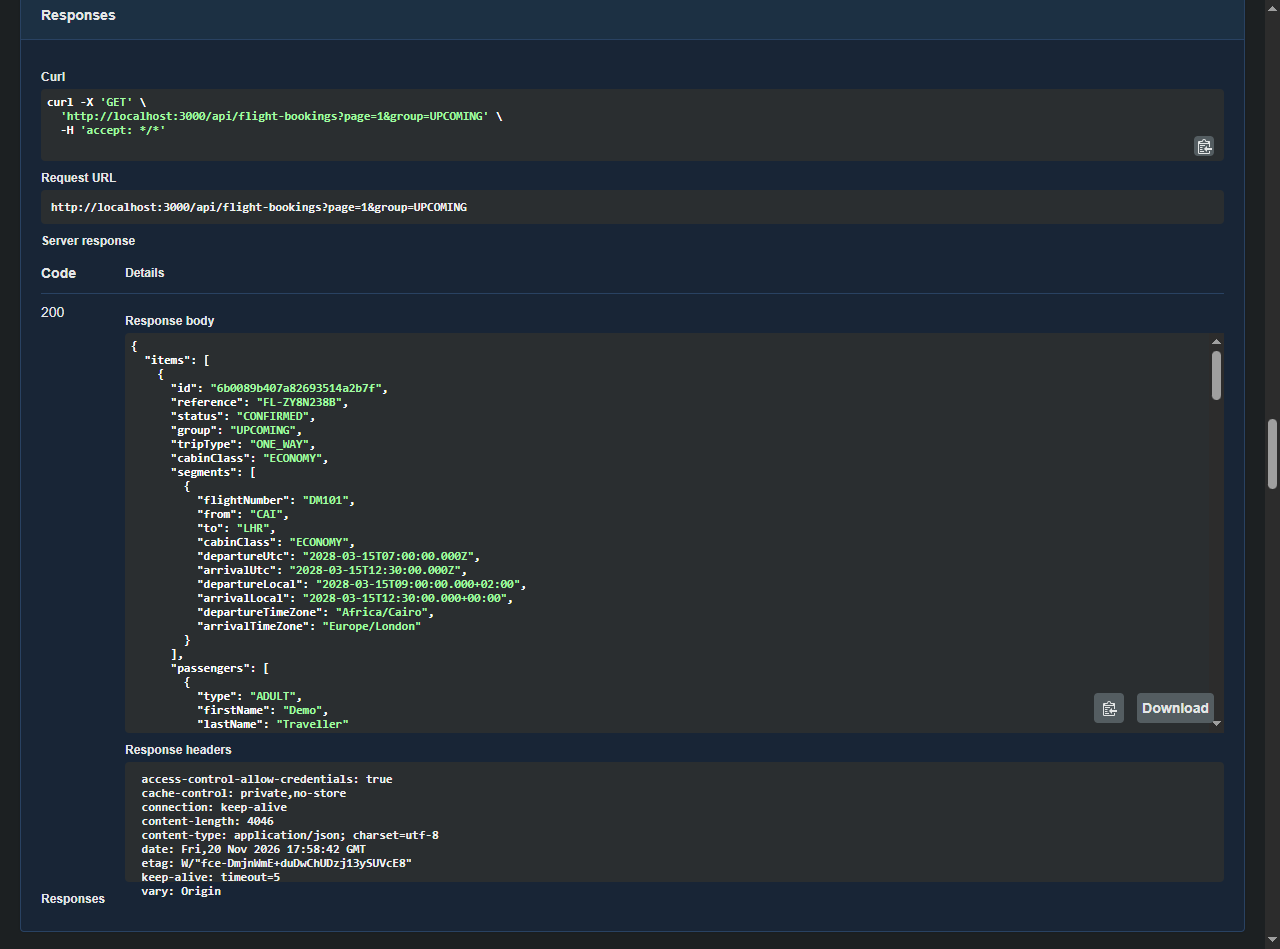 Responses
Curl
curl -X 'GET' \
  'http://localhost:3000/api/flight-bookings?page=1&group=UPCOMING' \
  -H 'accept: */*'
Request URL
http://localhost:3000/api/flight-bookings?page=1&group=UPCOMING
Server response
Code Details
200
Response body
{
  "items": [
    {
      "id": "6b0089b407a82693514a2b7f",
      "reference": "FL-ZY8N238B",
      "status": "CONFIRMED",
      "group": "UPCOMING",
      "tripType": "ONE_WAY",
      "cabinClass": "ECONOMY",
      "segments": [
        {
          "flightNumber": "DM101",
          "from": "CAI",
          "to": "LHR",
          "cabinClass": "ECONOMY",
          "departureUtc": "2028-03-15T07:00:00.000Z",
          "arrivalUtc": "2028-03-15T12:30:00.000Z",
          "departureLocal": "2028-03-15T09:00:00.000+02:00",
          "arrivalLocal": "2028-03-15T12:30:00.000+00:00",
          "departureTimeZone": "Africa/Cairo",
          "arrivalTimeZone": "Europe/London"
        }
      ],
      "passengers": [
        {
          "type": "ADULT",
          "firstName": "Demo",
          "lastName": "Traveller"
Download
Response headers
access-control-allow-credentials: true
cache-control: private,no-store
connection: keep-alive
content-length: 4046
content-type: application/json; charset=utf-8
date: Fri,20 Nov 2026 17:58:42 GMT
etag: W/"fce-DmjnWmE+duDwChUDzj13ySUVcE8"
keep-alive: timeout=5
vary: Origin
Responses